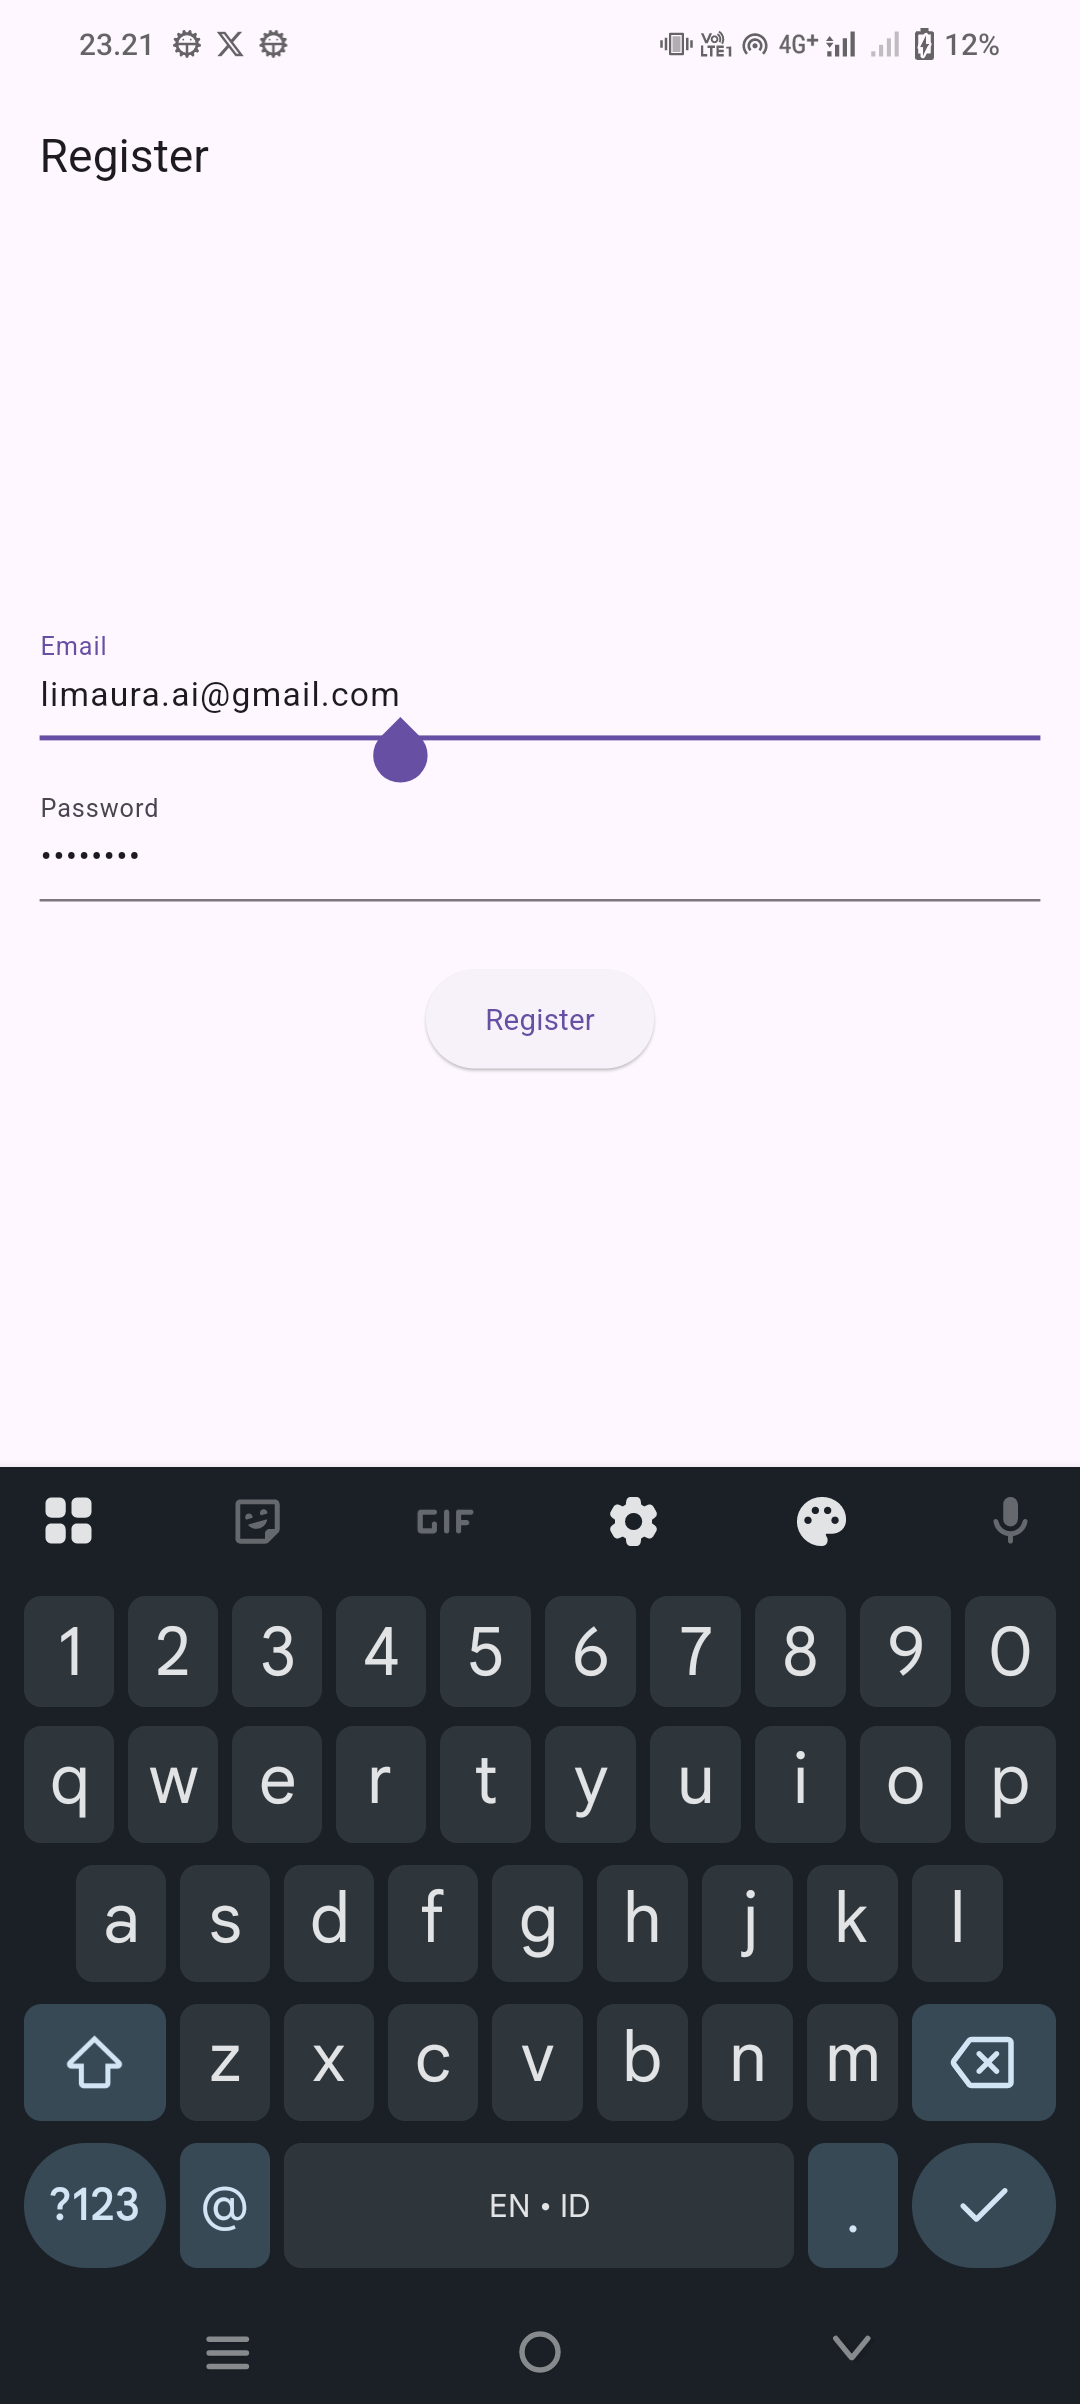 23.21 VoLTE1 4G+ 12%
Register
Email
limaura.ai@gmail.com
Password
••••••••
Register
GIF
1 2 3 4 5 6 7 8 9 0
q w e r t y u i o p
a s d f g h j k l
z x c v b n m
?123 @ EN • ID .